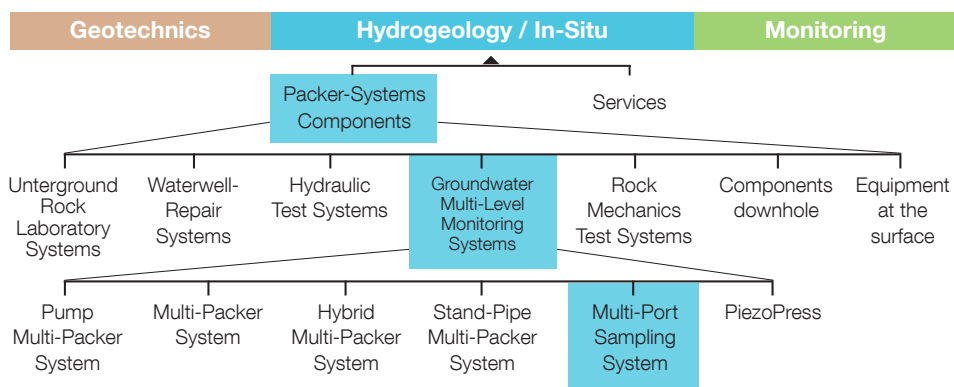 Geotechnics
Hydrogeology / In-Situ
Monitoring
Packer-Systems
Components
Services
Unterground
Rock
Laboratory
Systems
Waterwell-
Repair
Systems
Hydraulic
Test Systems
Groundwater
Multi-Level
Monitoring
Systems
Rock
Mechanics
Test Systems
Components
downhole
Equipment
at the
surface
Pump
Multi-Packer
System
Multi-Packer
System
Hybrid
Multi-Packer
System
Stand-Pipe
Multi-Packer
System
Multi-Port
Sampling
System
PiezoPress